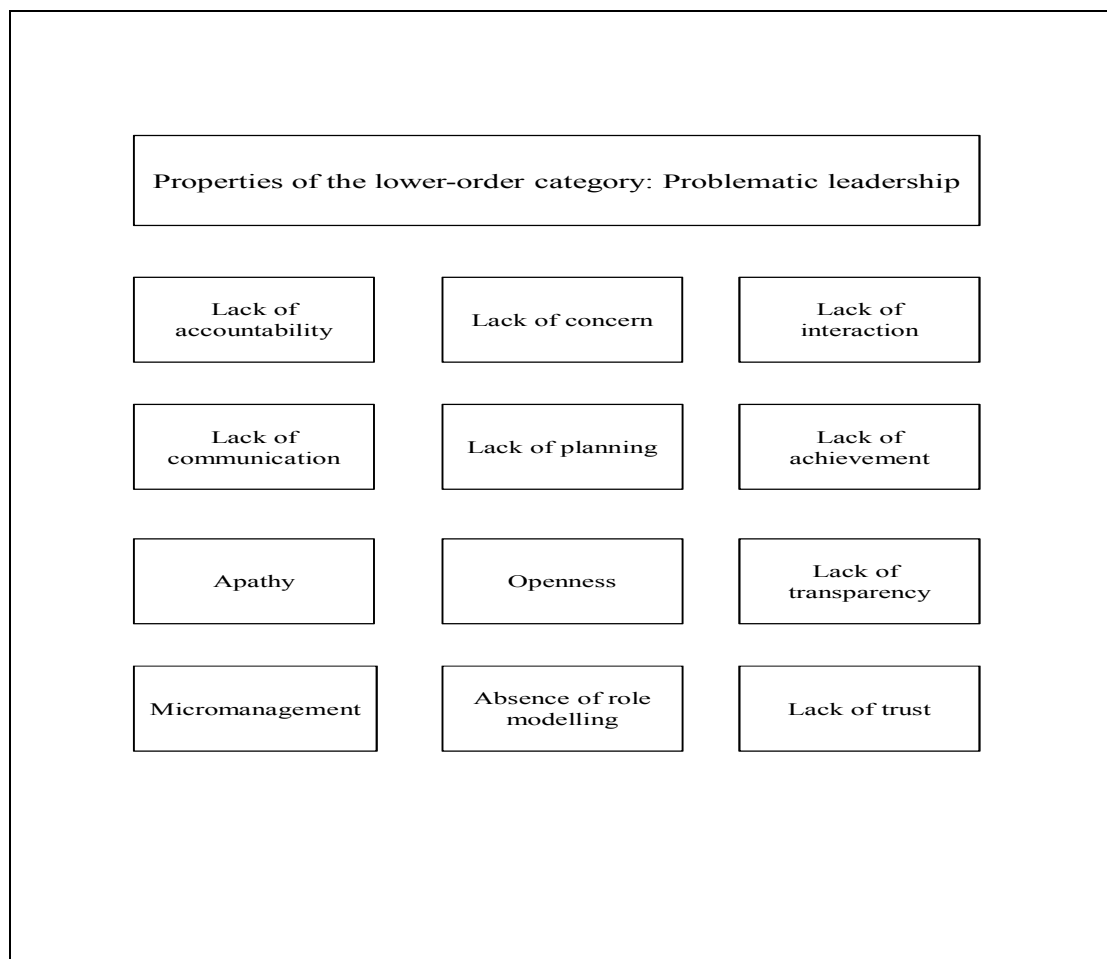 Properties of the lower-order category: Problematic leadership
Lack of
accountability
Lack of concern
Lack of
interaction
Lack of
communication
Lack of planning
Lack of
achievement
Apathy
Openness
Lack of
transparency
Micromanagement
Absence of role
modelling
Lack of trust